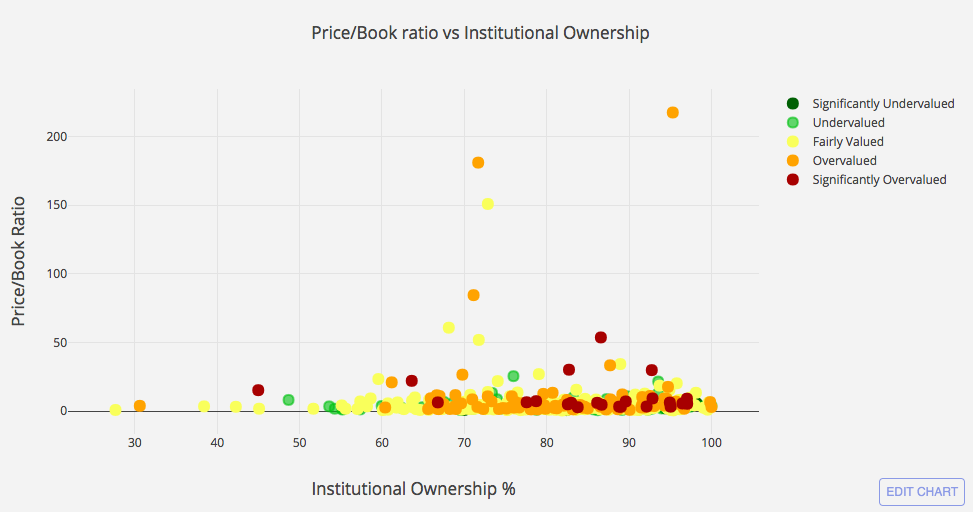 Price/Book ratio vs Institutional Ownership
Significantly Undervalued
Undervalued
Fairly Valued
Overvalued
Significantly Overvalued
Price/Book Ratio
200
150
100
50
0
30 40 50 60 70 80 90 100
Institutional Ownership %
EDIT CHART